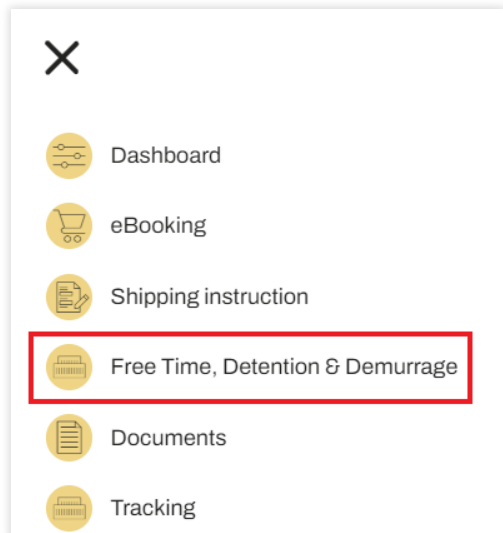 Dashboard
eBooking
Shipping instruction
Free Time, Detention & Demurrage
Documents
Tracking